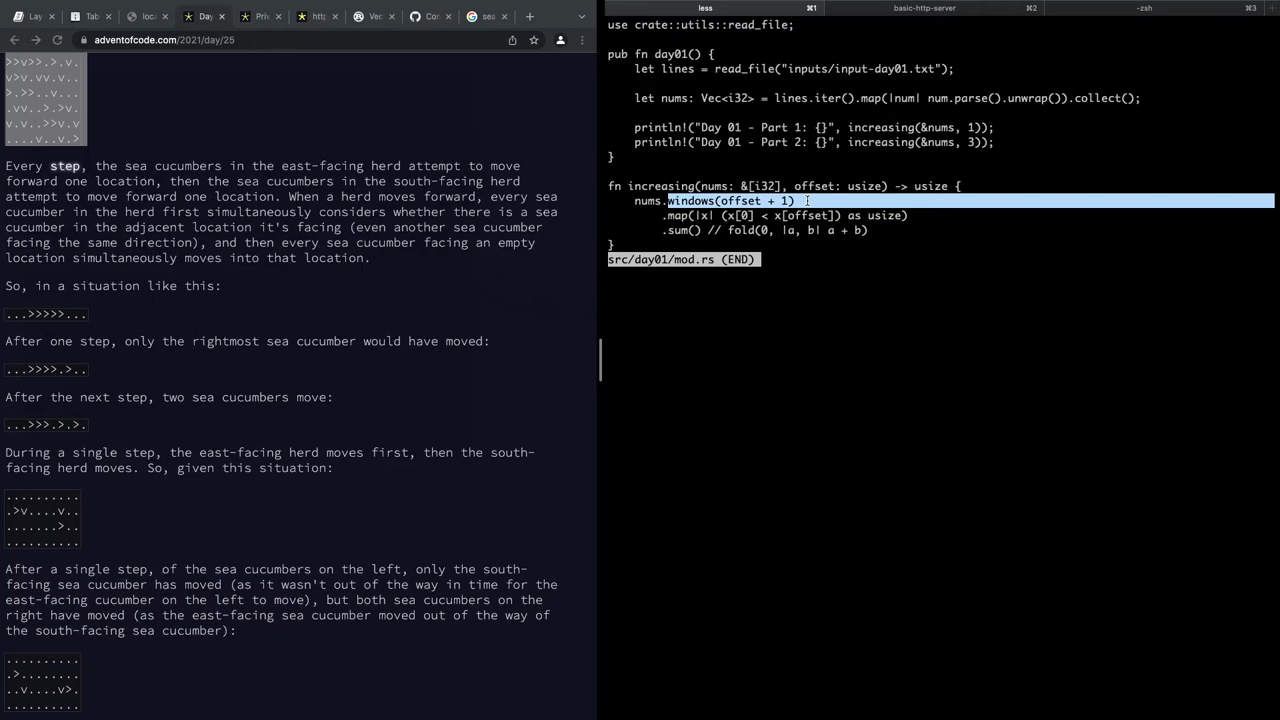 Lay
Tab
loca
Day
Priv
http
Vec
Cor
sea
adventofcode.com/2021/day/25
>>v>>.>.v.
v>v.vv.v..
>.>>..v...
.vv..>.>v.
v.v..>>v.v
....v..v.>
Every step, the sea cucumbers in the east-facing herd attempt to move
forward one location, then the sea cucumbers in the south-facing herd
attempt to move forward one location. When a herd moves forward, every sea
cucumber in the herd first simultaneously considers whether there is a sea
cucumber in the adjacent location it's facing (even another sea cucumber
facing the same direction), and then every sea cucumber facing an empty
location simultaneously moves into that location.
So, in a situation like this:
...>>>>>...
After one step, only the rightmost sea cucumber would have moved:
...>>>>.>..
After the next step, two sea cucumbers move:
...>>>.>.>.
During a single step, the east-facing herd moves first, then the south-
facing herd moves. So, given this situation:
..........
.>v....v..
.......>..
..........
After a single step, of the sea cucumbers on the left, only the south-
facing sea cucumber has moved (as it wasn't out of the way in time for the
east-facing cucumber on the left to move), but both sea cucumbers on the
right have moved (as the east-facing sea cucumber moved out of the way of
the south-facing sea cucumber):
..........
.>........
..v....v>.
..........
less ⌘1
basic-http-server ⌘2
-zsh ⌘3
use crate::utils::read_file;
pub fn day01() {
    let lines = read_file("inputs/input-day01.txt");
    let nums: Vec<i32> = lines.iter().map(|num| num.parse().unwrap()).collect();
    println!("Day 01 - Part 1: {}", increasing(&nums, 1));
    println!("Day 01 - Part 2: {}", increasing(&nums, 3));
}
fn increasing(nums: &[i32], offset: usize) -> usize {
    nums.windows(offset + 1)
        .map(|x| (x[0] < x[offset]) as usize)
        .sum() // fold(0, |a, b| a + b)
}
src/day01/mod.rs (END)